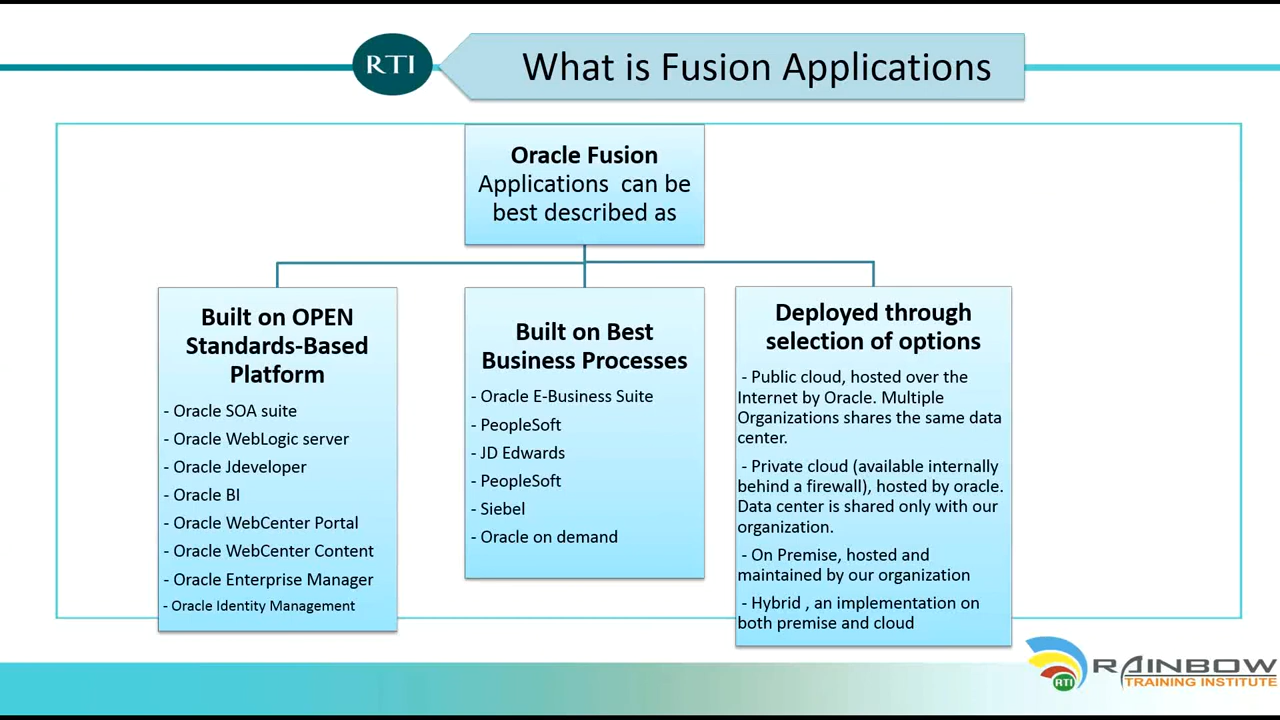 RTI
What is Fusion Applications
Oracle Fusion
Applications can be
best described as
Built on OPEN
Standards-Based
Platform
- Oracle SOA suite
- Oracle WebLogic server
- Oracle Jdeveloper
- Oracle BI
- Oracle WebCenter Portal
- Oracle WebCenter Content
- Oracle Enterprise Manager
- Oracle Identity Management
Built on Best
Business Processes
- Oracle E-Business Suite
- PeopleSoft
- JD Edwards
- PeopleSoft
- Siebel
- Oracle on demand
Deployed through
selection of options
- Public cloud, hosted over the
Internet by Oracle. Multiple
Organizations shares the same data
center.
- Private cloud (available internally
behind a firewall), hosted by oracle.
Data center is shared only with our
organization.
- On Premise, hosted and
maintained by our organization
- Hybrid , an implementation on
both premise and cloud
RTI
RAINBOW
TRAINING INSTITUTE